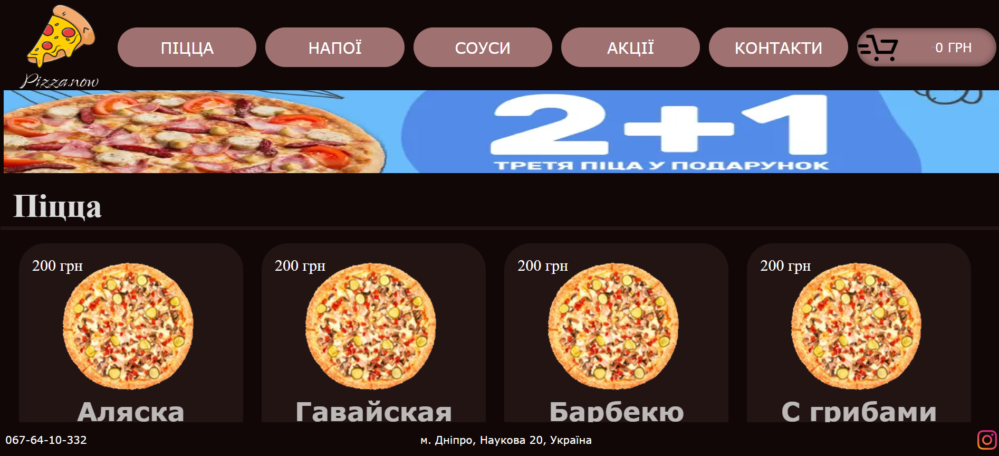 Pizza.now
ПІЦЦА
НАПОЇ
СОУСИ
АКЦІЇ
КОНТАКТИ
0 ГРН
2+1
ТРЕТЯ ПІЦА У ПОДАРУНОК
Піцца
200 грн
200 грн
200 грн
200 грн
Аляска
Гавайская
Барбекю
С грибами
067-64-10-332
м. Дніпро, Наукова 20, Україна